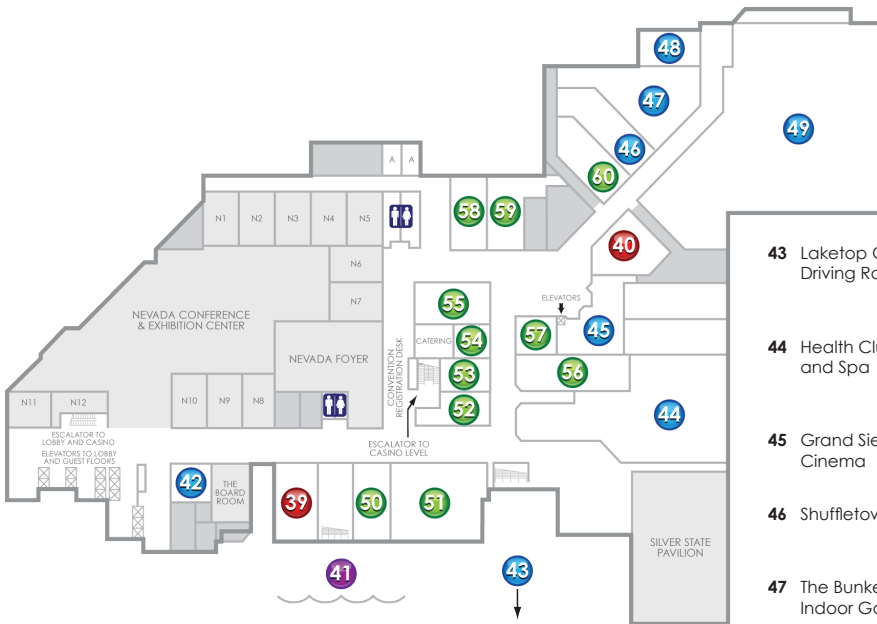 48
47
49
46
60
A A
58 59
N1 N2 N3 N4 N5
40
N6
N7
ELEVATORS
55
NEVADA CONFERENCE
& EXHIBITION CENTER
CATERING
54
57
45
NEVADA FOYER
CONVENTION
REGISTRATION DESK
53
56
N11 N12
N10 N9 N8
52
44
ESCALATOR TO
LOBBY AND CASINO
ELEVATORS TO LOBBY
AND GUEST FLOORS
ESCALATOR TO
CASINO LEVEL
42
THE
BOARD
ROOM
39
50
51
SILVER STATE
PAVILION
41
43
43 Laketop
Driving
44 Health Clu
and Spa
45 Grand Sie
Cinema
46 Shuffletow
47 The Bunke
Indoor